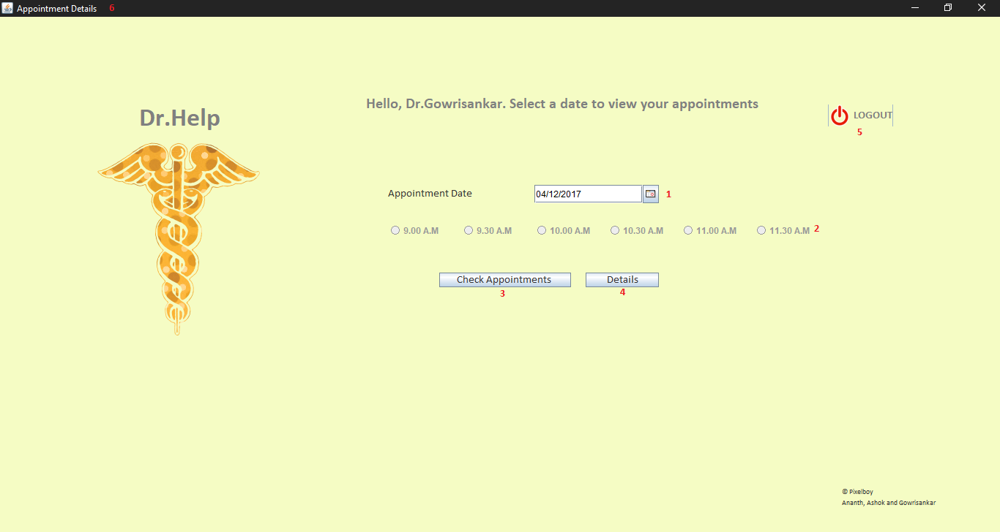 Appointment Details 6
Dr.Help
Hello, Dr.Gowrisankar. Select a date to view your appointments
LOGOUT
5
Appointment Date 04/12/2017 1
9.00 A.M 9.30 A.M 10.00 A.M 10.30 A.M 11.00 A.M 11.30 A.M 2
Check Appointments Details
3 4
© Pixelboy
Ananth, Ashok and Gowrisankar